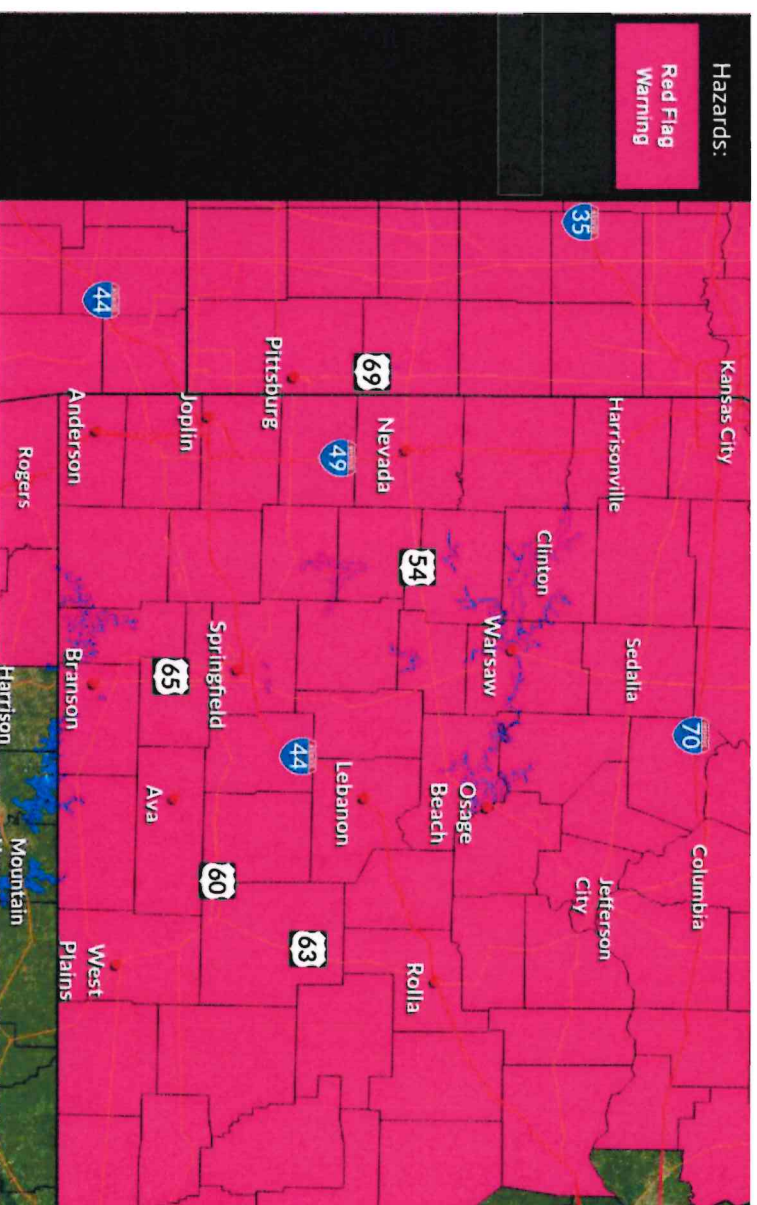 Hazards:
Red Flag
Warning
Kansas City
Columbia
70
Sedalia
Harrisonville
Jefferson
City
35
Clinton
Warsaw
Osage
Beach
54
Rolla
Nevada
69
Lebanon
49
63
44
Pittsburg
60
Springfield
Joplin
65
Ava
44
West
Plains
Anderson
Branson
Rogers
Mountain
Harrison